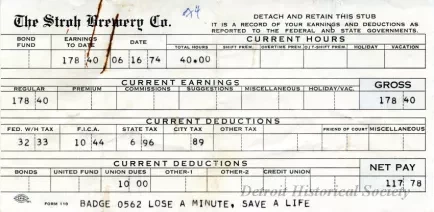 The Stroh Brewery Co.
DETACH AND RETAIN THIS STUB
IT IS A RECORD OF YOUR EARNINGS AND DEDUCTIONS AS
REPORTED TO THE FEDERAL AND STATE GOVERNMENTS.
BOND FUND EARNINGS TO DATE DATE
CURRENT HOURS
TOTAL HOURS SHIFT PREM. OVERTIME PREM. SHIFT PREM. HOLIDAY VACATION
178 40 06 16 74 40.00
CURRENT EARNINGS GROSS
REGULAR PREMIUM COMMISSIONS SUGGESTIONS MISCELLANEOUS HOLIDAY/VAC.
178 40 178 40
CURRENT DEDUCTIONS
FED. W/H TAX F.I.C.A. STATE TAX CITY TAX OTHER TAX FRIEND OF COURT MISCELLANEOUS
32 33 10 44 6 96 89
CURRENT DEDUCTIONS NET PAY
BONDS UNITED FUND UNION DUES OTHER-1 OTHER-2 CREDIT UNION
10 00 117 78
Detroit Historical Society
FORM 119 BADGE 0562 LOSE A MINUTE, SAVE A LIFE